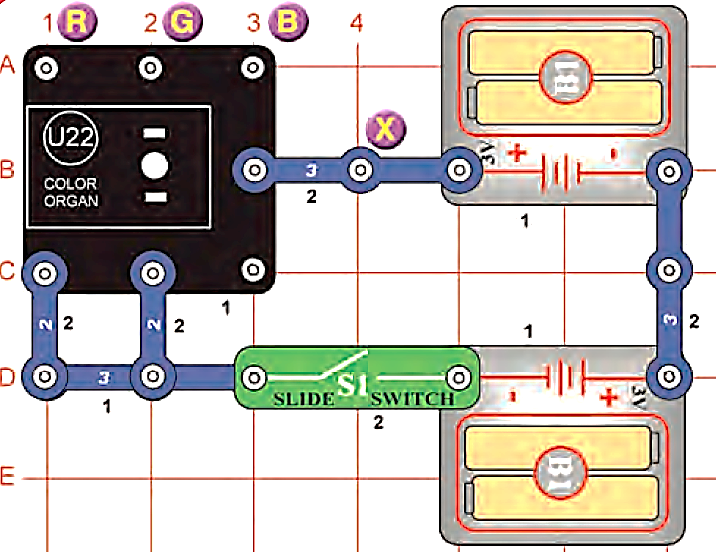 1 R 2 G 3 B 4
A
B1
X
U22
COLOR
ORGAN
B
3
2
3V + -
1
C
1
2 2
2 2
3 2
D
3
1
S1
SLIDE SWITCH
2
1
- + 3V
E
B1